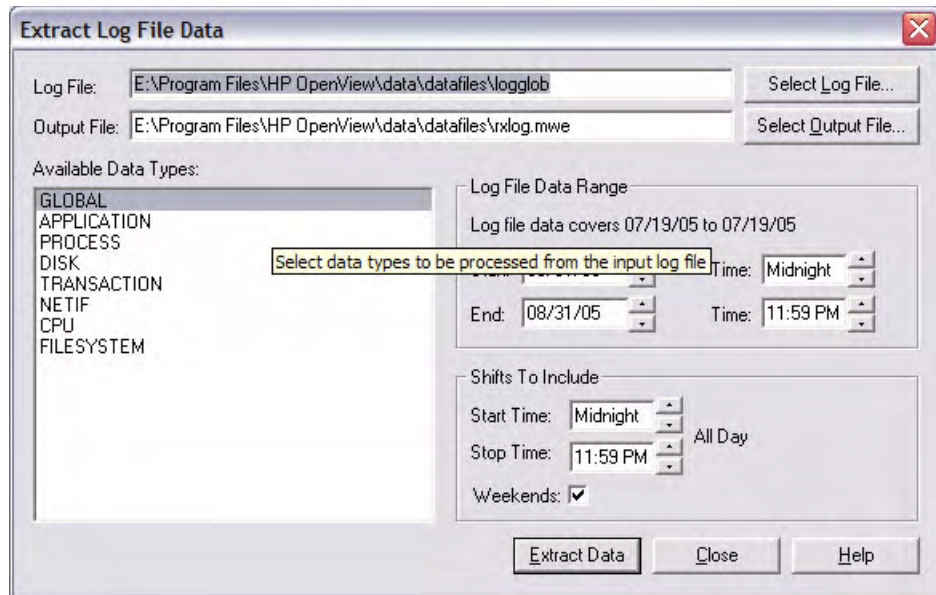 Extract Log File Data
Log File: E:\Program Files\HP OpenView\data\datafiles\logglob Select Log File...
Output File: E:\Program Files\HP OpenView\data\datafiles\rxlog.mwe Select Output File...
Available Data Types:
GLOBAL
APPLICATION
PROCESS
DISK
TRANSACTION
NETIF
CPU
FILESYSTEM
Select data types to be processed from the input log file
Log File Data Range
Log file data covers 07/19/05 to 07/19/05
Time: Midnight
End: 08/31/05 Time: 11:59 PM
Shifts To Include
Start Time: Midnight
All Day
Stop Time: 11:59 PM
Weekends:
Extract Data Close Help